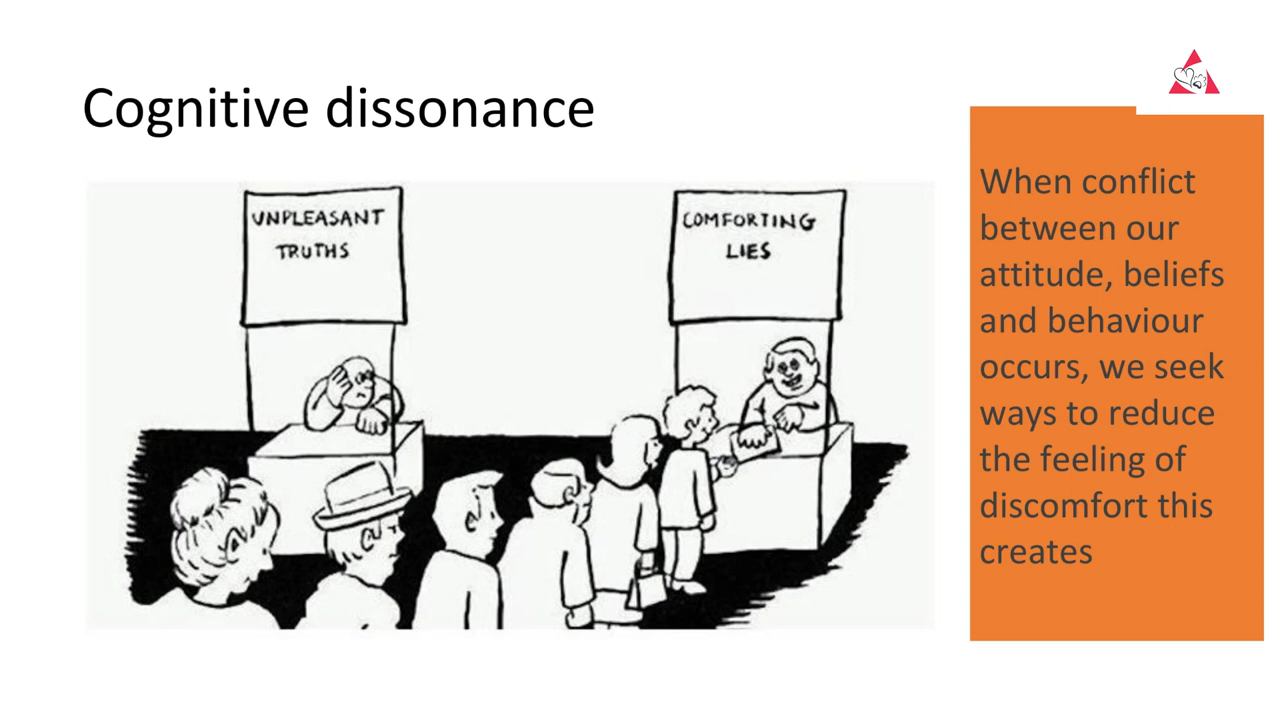 Cognitive dissonance
UNPLEASANT
TRUTHS
COMFORTING
LIES
When conflict
between our
attitude, beliefs
and behaviour
occurs, we seek
ways to reduce
the feeling of
discomfort this
creates